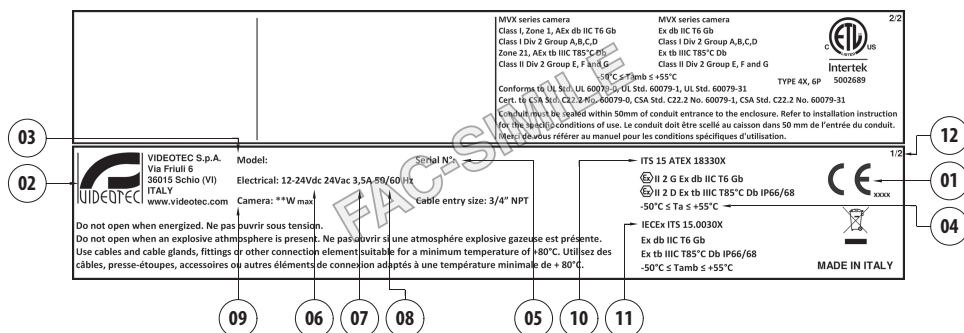 MVX series camera
Class I, Zone 1, AEx db IIC T6 Gb
Class I Div 2 Group A,B,C,D
Zone 21, AEx tb IIIC T85°C Db
Class II Div 2 Group E, F and G
MVX series camera
Ex db IIC T6 Gb
Class I Div 2 Group A,B,C,D
Ex tb IIIC T85°C Db
Class II Div 2 Group E, F and G
-50°C ≤ Tamb ≤ +55°C
TYPE 4X, 6P
Conforms to UL Std. UL 60079-0, UL Std. 60079-1, UL Std. 60079-31
Cert. to CSA Std. C22.2 No. 60079-0, CSA Std. C22.2 No. 60079-1, CSA Std. C22.2 No. 60079-31
Conduit must be sealed within 50mm of conduit entrance to the enclosure. Refer to installation instruction
for the specific conditions of use. Le conduit doit être scellé au caisson dans 50 mm de l'entrée du conduit.
Merci de vous référer au manuel pour les conditions spécifiques d'utilisation.
2/2
ETL
LISTED
C US
Intertek
5002689
FAC-SIMILE
03
02
VIDEOTEC
VIDEOTEC S.p.A.
Via Friuli 6
36015 Schio (VI)
ITALY
www.videotec.com
Model:
Serial N°:
Electrical: 12-24Vdc 24Vac 3,5A 50/60 Hz
Camera: **W max
Cable entry size: 3/4" NPT
Do not open when energized. Ne pas ouvrir sous tension.
Do not open when an explosive athmosphere is present. Ne pas ouvrir si une atmosphère explosive gazeuse est présente.
Use cables and cable glands, fittings or other connection element suitable for a minimum temperature of +80°C. Utilisez des
câbles, presse-étoupes, accessoires ou autres éléments de connexion adaptés à une température minimale de + 80°C.
ITS 15 ATEX 18330X
Ex II 2 G Ex db IIC T6 Gb
Ex II 2 D Ex tb IIIC T85°C Db IP66/68
-50°C ≤ Ta ≤ +55°C
IECEx ITS 15.0030X
Ex db IIC T6 Gb
Ex tb IIIC T85°C Db IP66/68
-50°C ≤ Tamb ≤ +55°C
1/2
CE xxxx
MADE IN ITALY
12
01
04
09
06
07
08
05
10
11